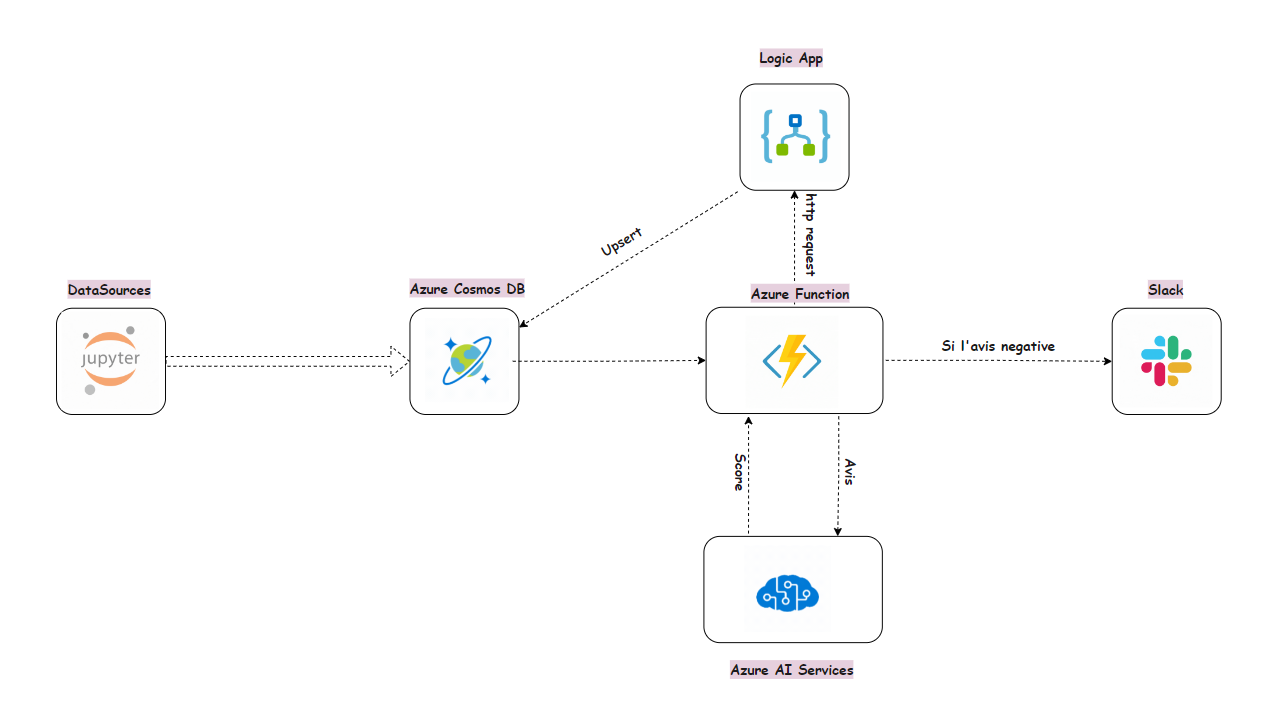 Logic App
http request
Upsert
DataSources
Azure Cosmos DB
Azure Function
Slack
jupyter
Si l'avis negative
Score
Avis
Azure AI Services